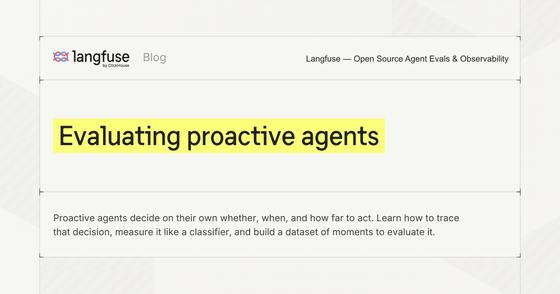 langfuse
by ClickHouse
Blog
Langfuse — Open Source Agent Evals & Observability
Evaluating proactive agents
Proactive agents decide on their own whether, when, and how far to act. Learn how to trace
that decision, measure it like a classifier, and build a dataset of moments to evaluate it.